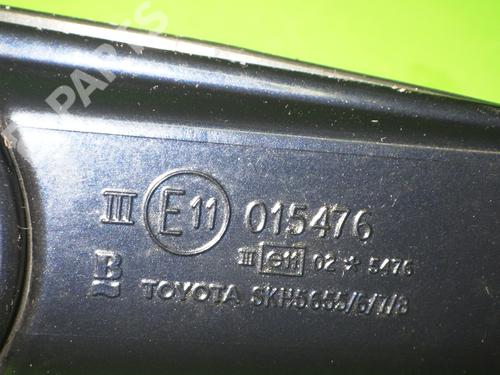 B PARTS
III E11 015476
III e11 02 * 5476
B TOYOTA SKH5655/6/7/8